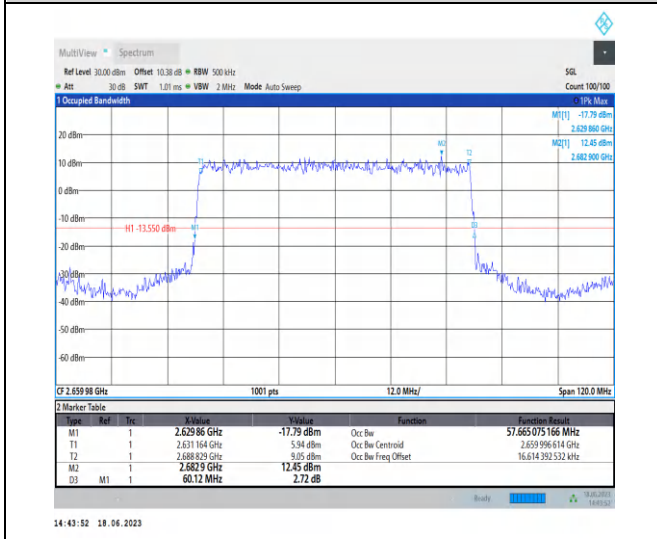 MultiView Spectrum
Ref Level 30.00 dBm Offset 10.38 dB RBW 500 kHz SGL
Att 30 dB SWT 1.01 ms VBW 2 MHz Mode Auto Sweep Count 100/100
1 Occupied Bandwidth 1Pk Max
M1[1] -17.79 dBm
2.629 860 GHz
M2[1] 12.45 dBm
2.682 900 GHz
20 dBm
M2
T2
T1
10 dBm
0 dBm
-10 dBm
H1 -13.550 dBm
M1
D3
-20 dBm
-30 dBm
-40 dBm
-50 dBm
-60 dBm
CF 2.659 98 GHz 1001 pts 12.0 MHz/ Span 120.0 MHz
2 Marker Table
Type Ref Trc X-Value Y-Value Function Function Result
M1 1 2.629 86 GHz -17.79 dBm Occ Bw 57.665 075 166 MHz
T1 1 2.631 164 GHz 5.94 dBm Occ Bw Centroid 2.659 996 614 GHz
T2 1 2.688 829 GHz 9.05 dBm Occ Bw Freq Offset 16.614 392 532 kHz
M2 1 2.682 9 GHz 12.45 dBm
D3 M1 1 60.12 MHz 2.72 dB
Ready 18.06.2023
14:43:52
14:43:52 18.06.2023